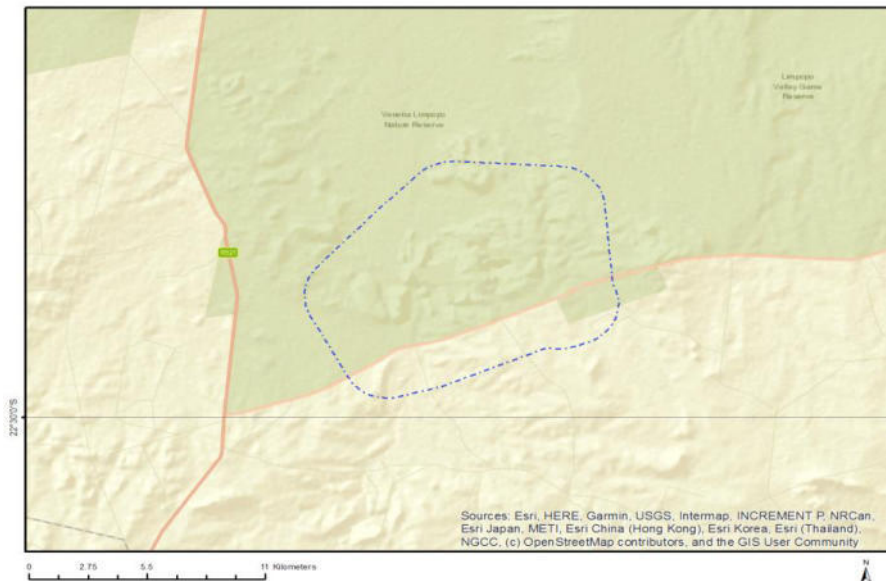 Limpopo
Valley Game
Reserve
Venetia Limpopo
Nature Reserve
R521
22°30'0"S
Sources: Esri, HERE, Garmin, USGS, Intermap, INCREMENT P, NRCan,
Esri Japan, METI, Esri China (Hong Kong), Esri Korea, Esri (Thailand),
NGCC, (c) OpenStreetMap contributors, and the GIS User Community
0 2.75 5.5 11 Kilometers
N